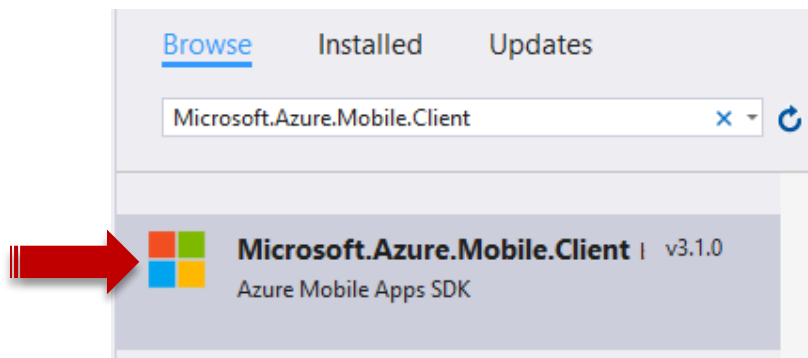 Browse Installed Updates
Microsoft.Azure.Mobile.Client
Microsoft.Azure.Mobile.Client v3.1.0
Azure Mobile Apps SDK